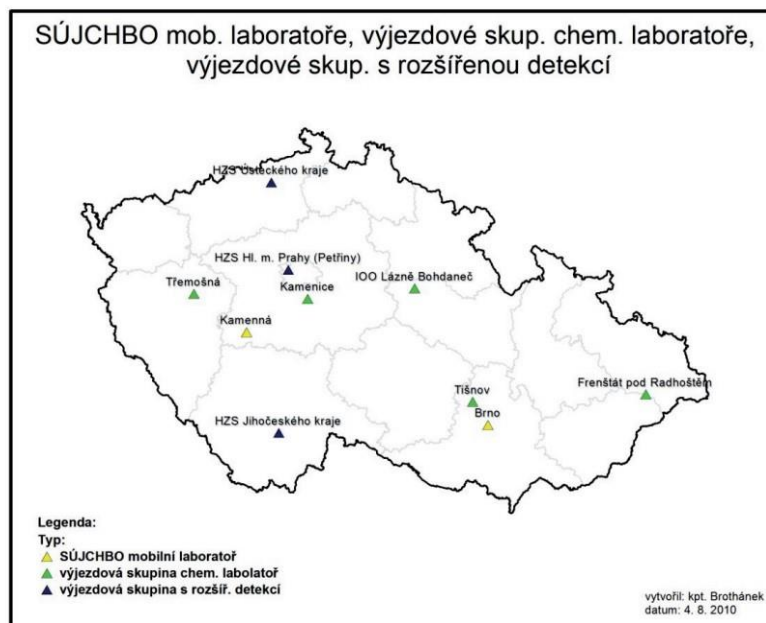 SÚJCHBO mob. laboratoře, výjezdové skup. chem. laboratoře,
výjezdové skup. s rozšířenou detekcí
HZS Ústeckého kraje
HZS Hl. m. Prahy (Petřiny)
IOO Lázně Bohdaneč
Třemošná
Kamenice
Kamenná
Frenštát pod Radhoštěm
Tišnov
Brno
HZS Jihočeského kraje
Legenda:
Typ:
SÚJCHBO mobilní laboratoř
výjezdová skupina chem. labolatoř
výjezdová skupina s rozšíř. detekcí
vytvořil: kpt. Brothánek
datum: 4. 8. 2010